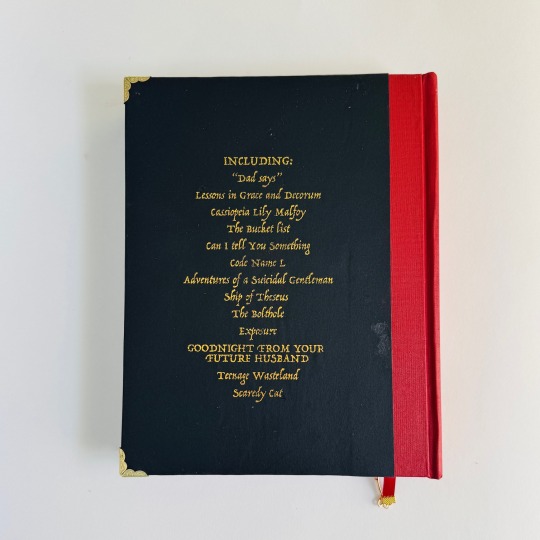 INCLUDING:
"Dad says"
Lessons in Grace and Decorum
Cassiopeia Lily Malfoy
The Bucket list
Can I tell You Something
Code Name L
Adventures of a Suicidal Gentleman
Ship of Theseus
The Bolthole
Exposure
GOODNIGHT FROM YOUR
FUTURE HUSBAND
Teenage Wasteland
Scaredy Cat